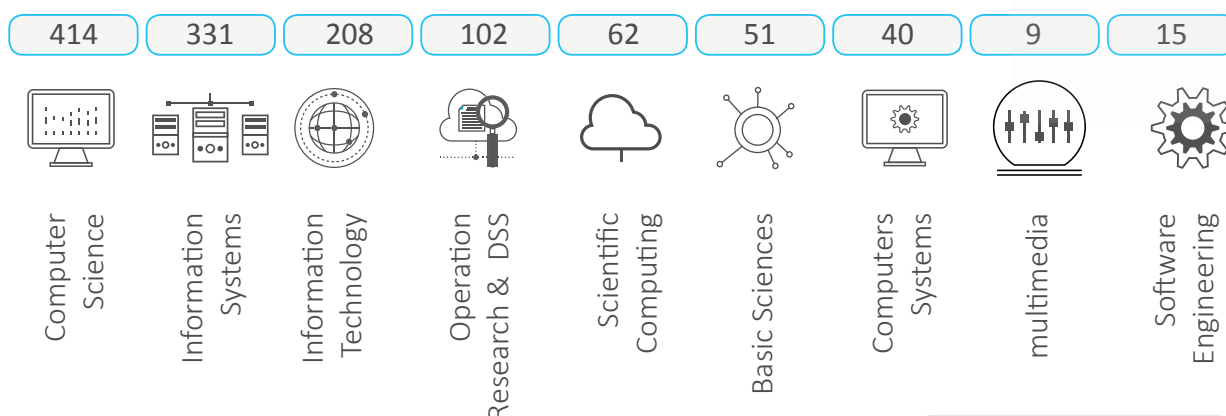 414
331
208
102
62
51
40
9
15
Computer
Science
Information
Systems
Information
Technology
Operation
Research & DSS
Scientific
Computing
Basic Sciences
Computers
Systems
multimedia
Software
Engineering